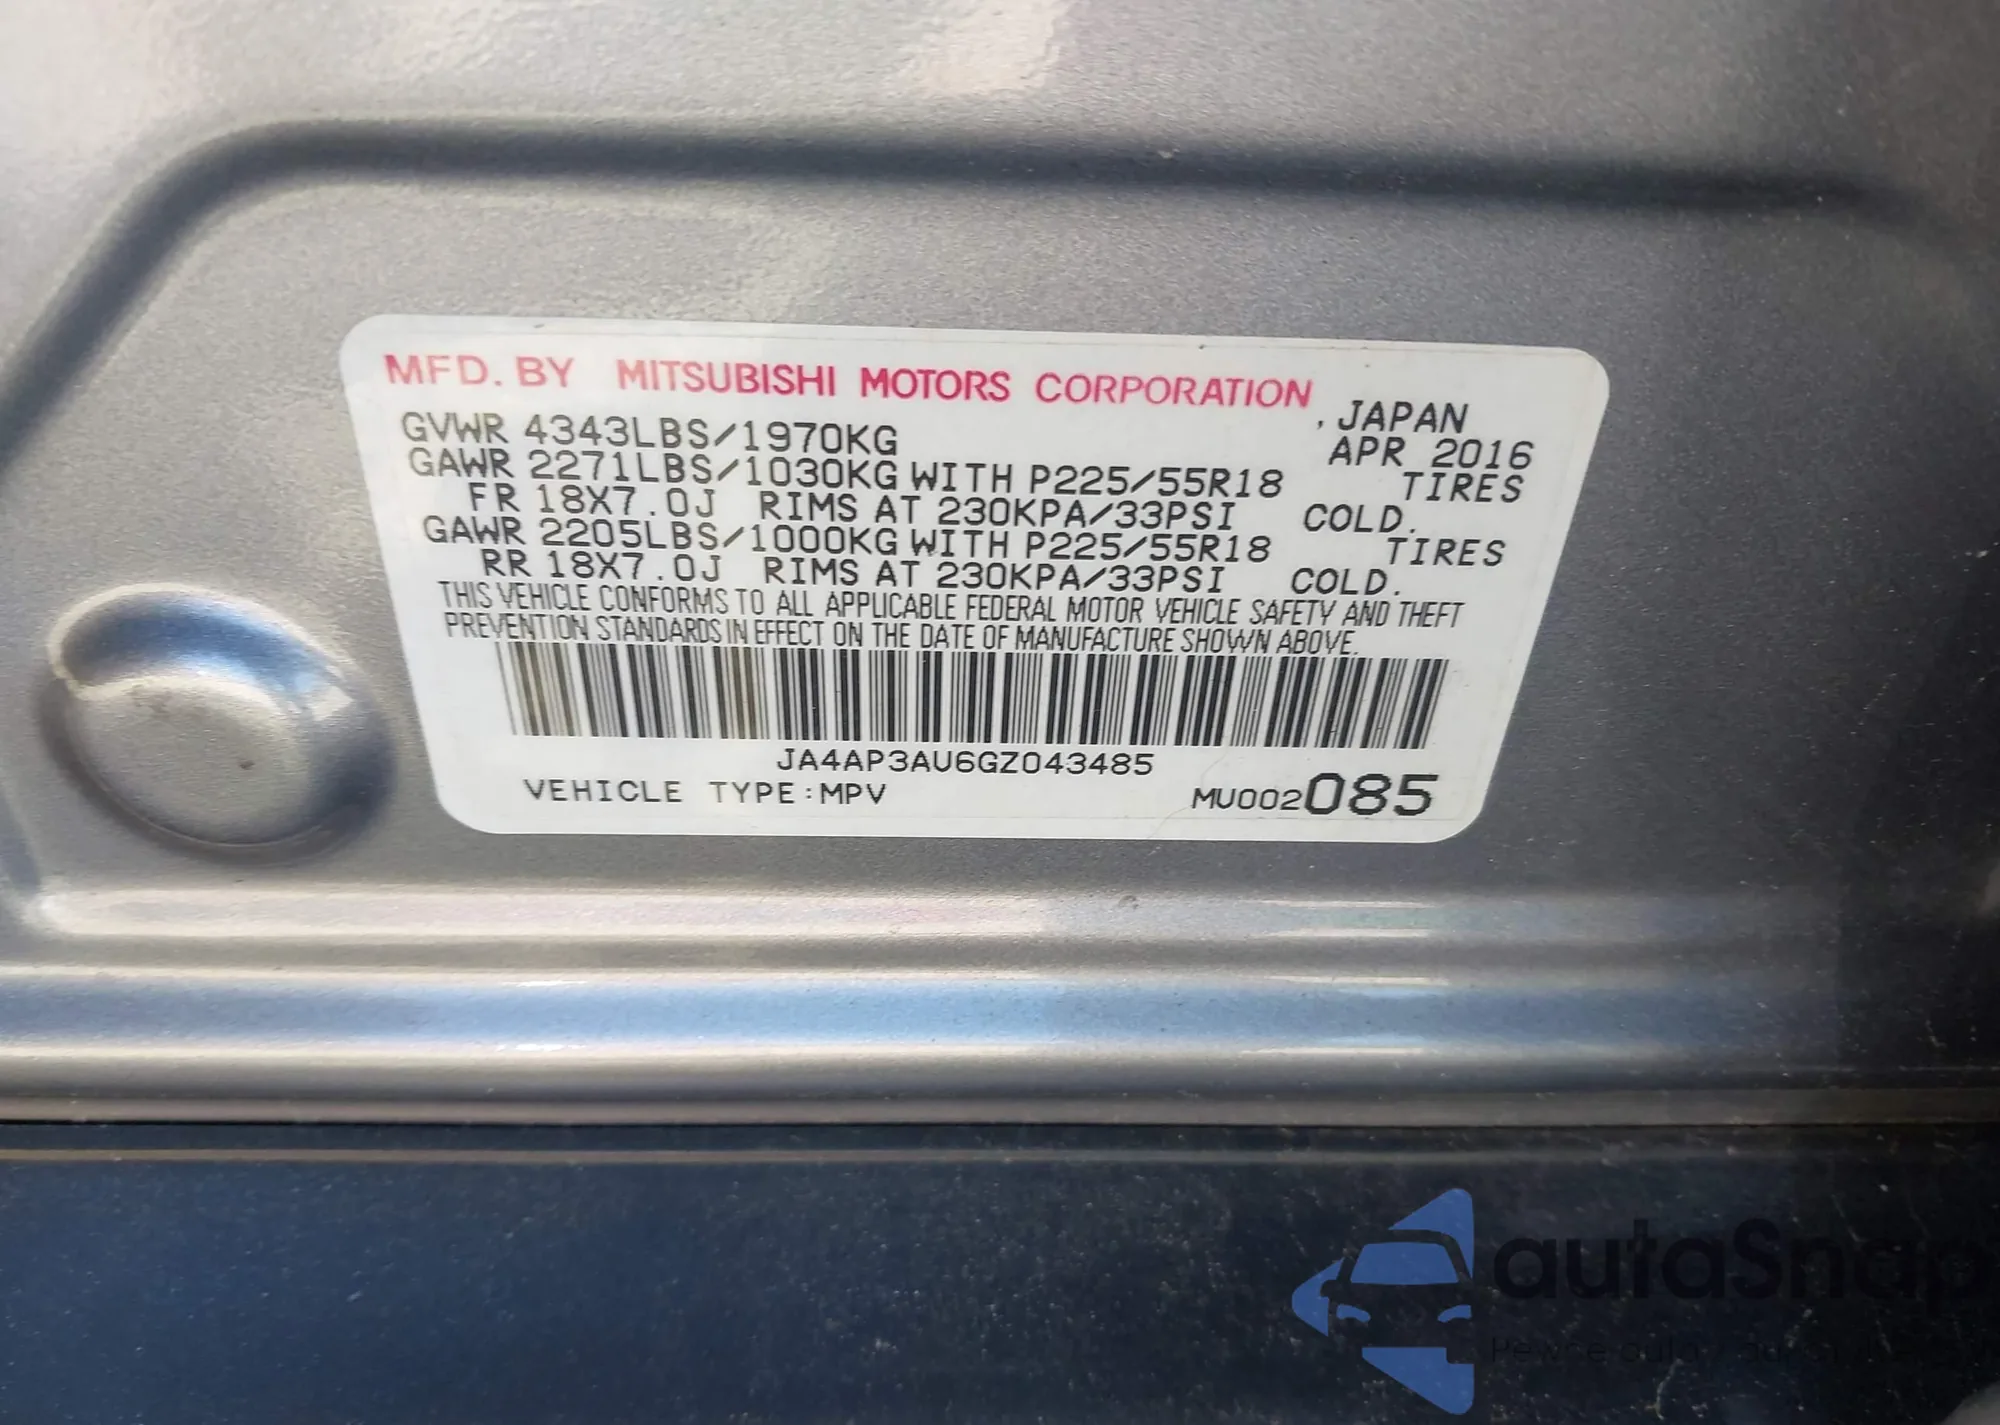 MFD. BY MITSUBISHI MOTORS CORPORATION
, JAPAN
GVWR 4343LBS/1970KG APR 2016
GAWR 2271LBS/1030KG WITH P225/55R18 TIRES
FR 18X7.0J RIMS AT 230KPA/33PSI COLD.
GAWR 2205LBS/1000KG WITH P225/55R18 TIRES
RR 18X7.0J RIMS AT 230KPA/33PSI COLD.
THIS VEHICLE CONFORMS TO ALL APPLICABLE FEDERAL MOTOR VEHICLE SAFETY AND THEFT
PREVENTION STANDARDS IN EFFECT ON THE DATE OF MANUFACTURE SHOWN ABOVE.
JA4AP3AU6GZ043485
VEHICLE TYPE:MPV MU002085
autaSnap
Pewne auta